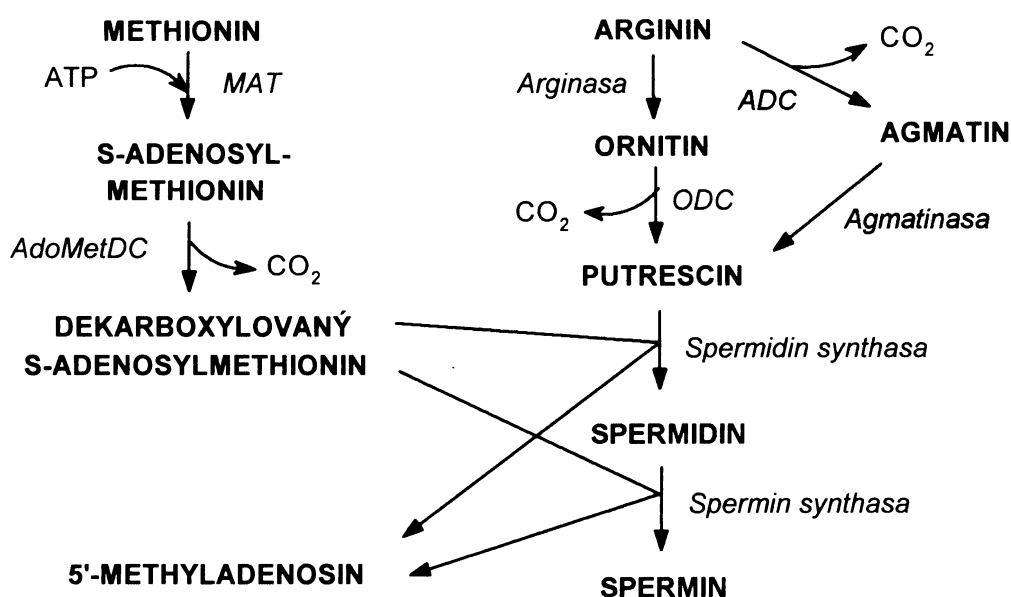 METHIONIN
ATP
MAT
S-ADENOSYL-
METHIONIN
AdoMetDC
CO2
DEKARBOXYLOVANÝ
S-ADENOSYLMETHIONIN
5'-METHYLADENOSIN
ARGININ
CO2
Arginasa
ADC
AGMATIN
ORNITIN
CO2
ODC
Agmatinasa
PUTRESCIN
Spermidin synthasa
SPERMIDIN
Spermin synthasa
SPERMIN